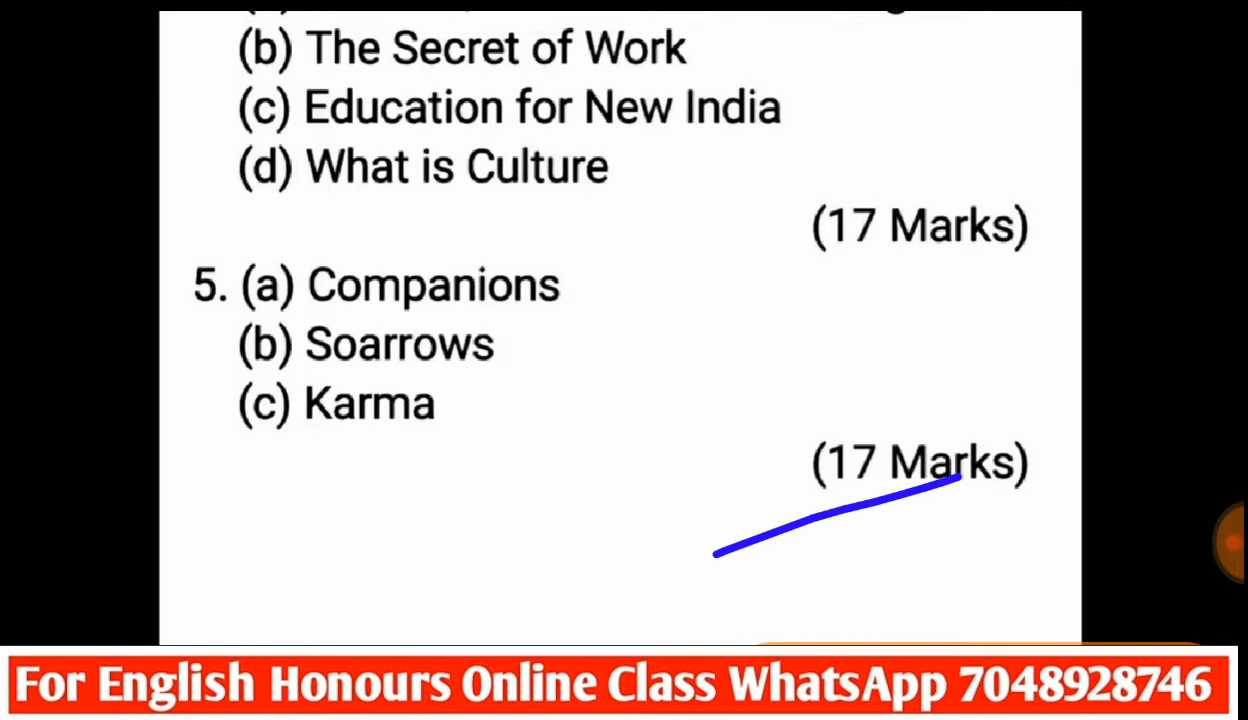 (b) The Secret of Work
(c) Education for New India
(d) What is Culture
(17 Marks)
5. (a) Companions
(b) Soarrows
(c) Karma
(17 Marks)
For English Honours Online Class WhatsApp 7048928746